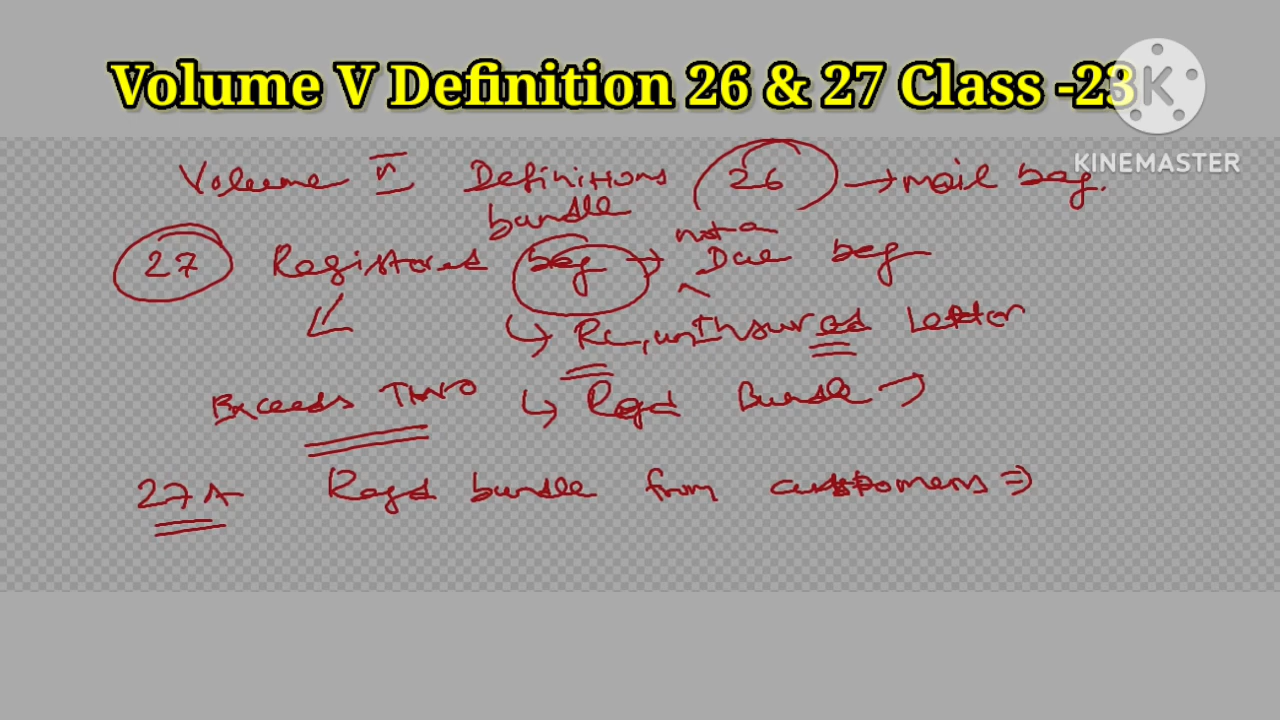 Volume V Definition 26 & 27 Class -23
KINEMASTER
Volume V Definitions 26 → mail bag.
bundle
not a
27 Registered bag → Due bag
↳ RL, unInsured Letter
Exceeds Two ↳ Regd Bundle →
27A Regd bundle from customers ⇒